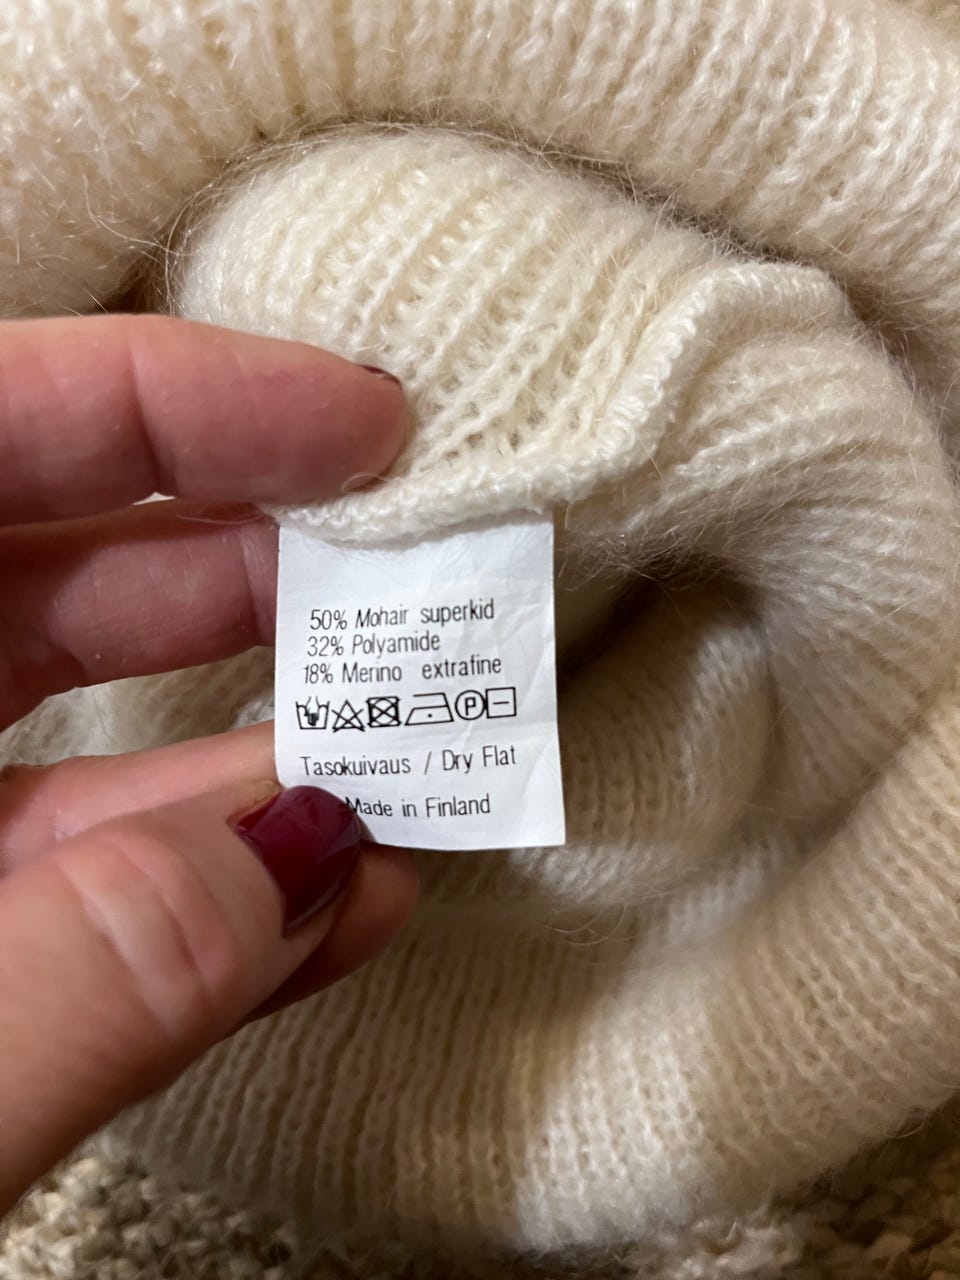 50% Mohair superkid
32% Polyamide
18% Merino extrafine
P
Tasokuivaus / Dry Flat
Made in Finland